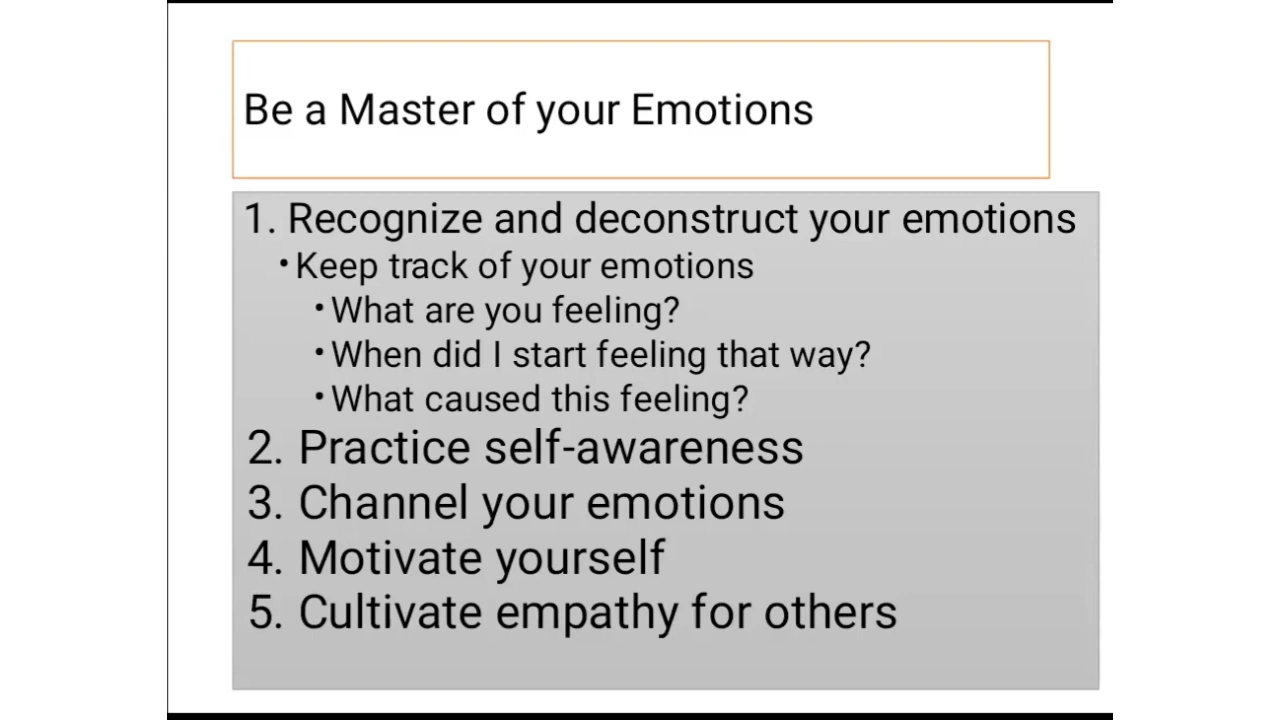 Be a Master of your Emotions
1. Recognize and deconstruct your emotions
• Keep track of your emotions
• What are you feeling?
• When did I start feeling that way?
• What caused this feeling?
2. Practice self-awareness
3. Channel your emotions
4. Motivate yourself
5. Cultivate empathy for others